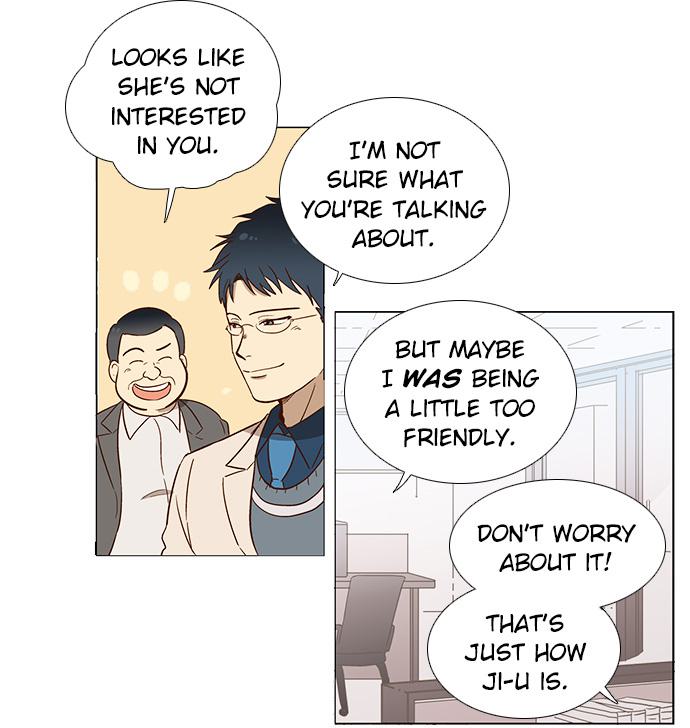 LOOKS LIKE
SHE'S NOT
INTERESTED
IN YOU.
I'M NOT
SURE WHAT
YOU'RE TALKING
ABOUT.
BUT MAYBE
I WAS BEING
A LITTLE TOO
FRIENDLY.
DON'T WORRY
ABOUT IT!
THAT'S
JUST HOW
JI-U IS.